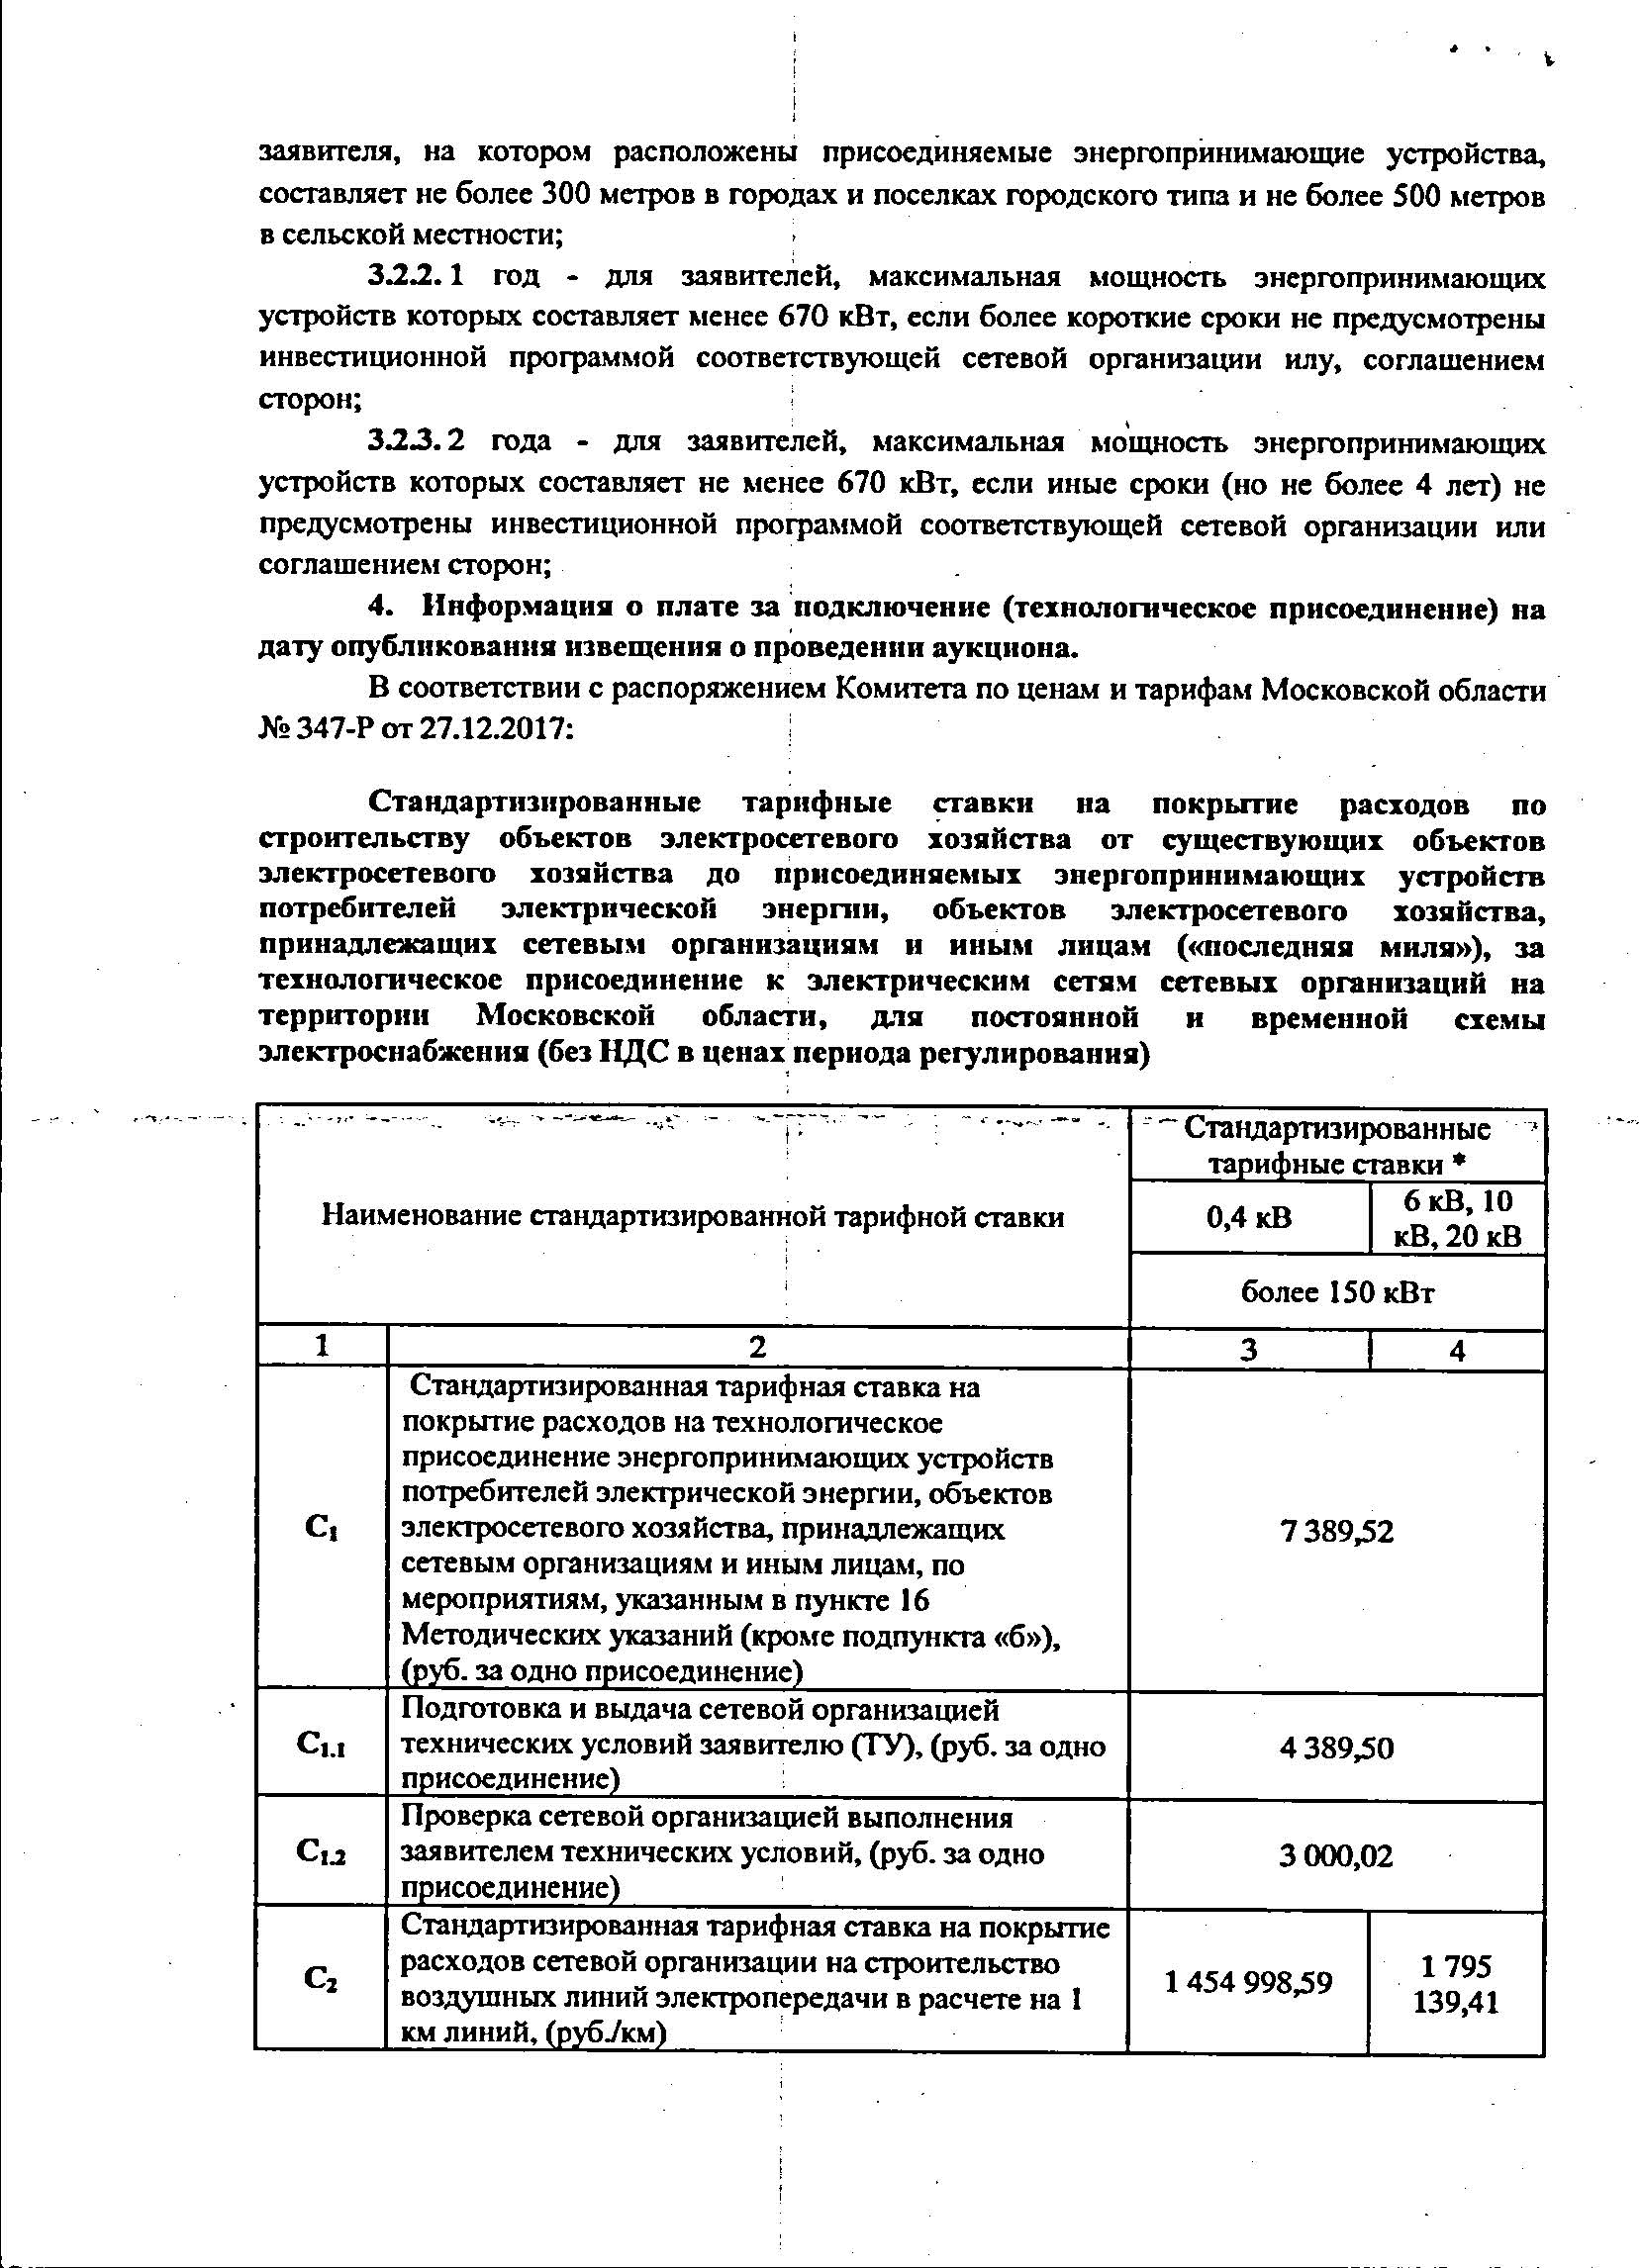 заявителя, на котором расположены присоединяемые энергопринимающие устройства,
составляет не более 300 метров в городах и поселках городского типа и не более 500 метров
в сельской местности;
3.2.2. 1 год - для заявителей, максимальная мощность энергопринимающих
устройств которых составляет менее 670 кВт, если более короткие сроки не предусмотрены
инвестиционной программой соответствующей сетевой организации илу, соглашением
сторон;
3.2.3. 2 года - для заявителей, максимальная мощность энергопринимающих
устройств которых составляет не менее 670 кВт, если иные сроки (но не более 4 лет) не
предусмотрены инвестиционной программой соответствующей сетевой организации или
соглашением сторон;
4. Информация о плате за подключение (технологическое присоединение) на
дату опубликования извещения о проведении аукциона.
В соответствии с распоряжением Комитета по ценам и тарифам Московской области
№ 347-Р от 27.12.2017:
Стандартизированные тарифные ставки на покрытие расходов по
строительству объектов электросетевого хозяйства от существующих объектов
электросетевого хозяйства до присоединяемых энергопринимающих устройств
потребителей электрической энергии, объектов электросетевого хозяйства,
принадлежащих сетевым организациям и иным лицам («последняя миля»), за
технологическое присоединение к электрическим сетям сетевых организаций на
территории Московской области, для постоянной и временной схемы
электроснабжения (без НДС в ценах периода регулирования)
Наименование стандартизированной тарифной ставки
Стандартизированные
тарифные ставки *
0,4 кВ
6 кВ, 10
кВ, 20 кВ
более 150 кВт
1 2 3 4
С1
Стандартизированная тарифная ставка на
покрытие расходов на технологическое
присоединение энергопринимающих устройств
потребителей электрической энергии, объектов
электросетевого хозяйства, принадлежащих
сетевым организациям и иным лицам, по
мероприятиям, указанным в пункте 16
Методических указаний (кроме подпункта «б»),
(руб. за одно присоединение)
7 389,52
С1.1
Подготовка и выдача сетевой организацией
технических условий заявителю (ТУ), (руб. за одно
присоединение)
4 389,50
С1.2
Проверка сетевой организацией выполнения
заявителем технических условий, (руб. за одно
присоединение)
3 000,02
С2
Стандартизированная тарифная ставка на покрытие
расходов сетевой организации на строительство
воздушных линий электропередачи в расчете на 1
км линий, (руб./км)
1 454 998,59
1 795
139,41